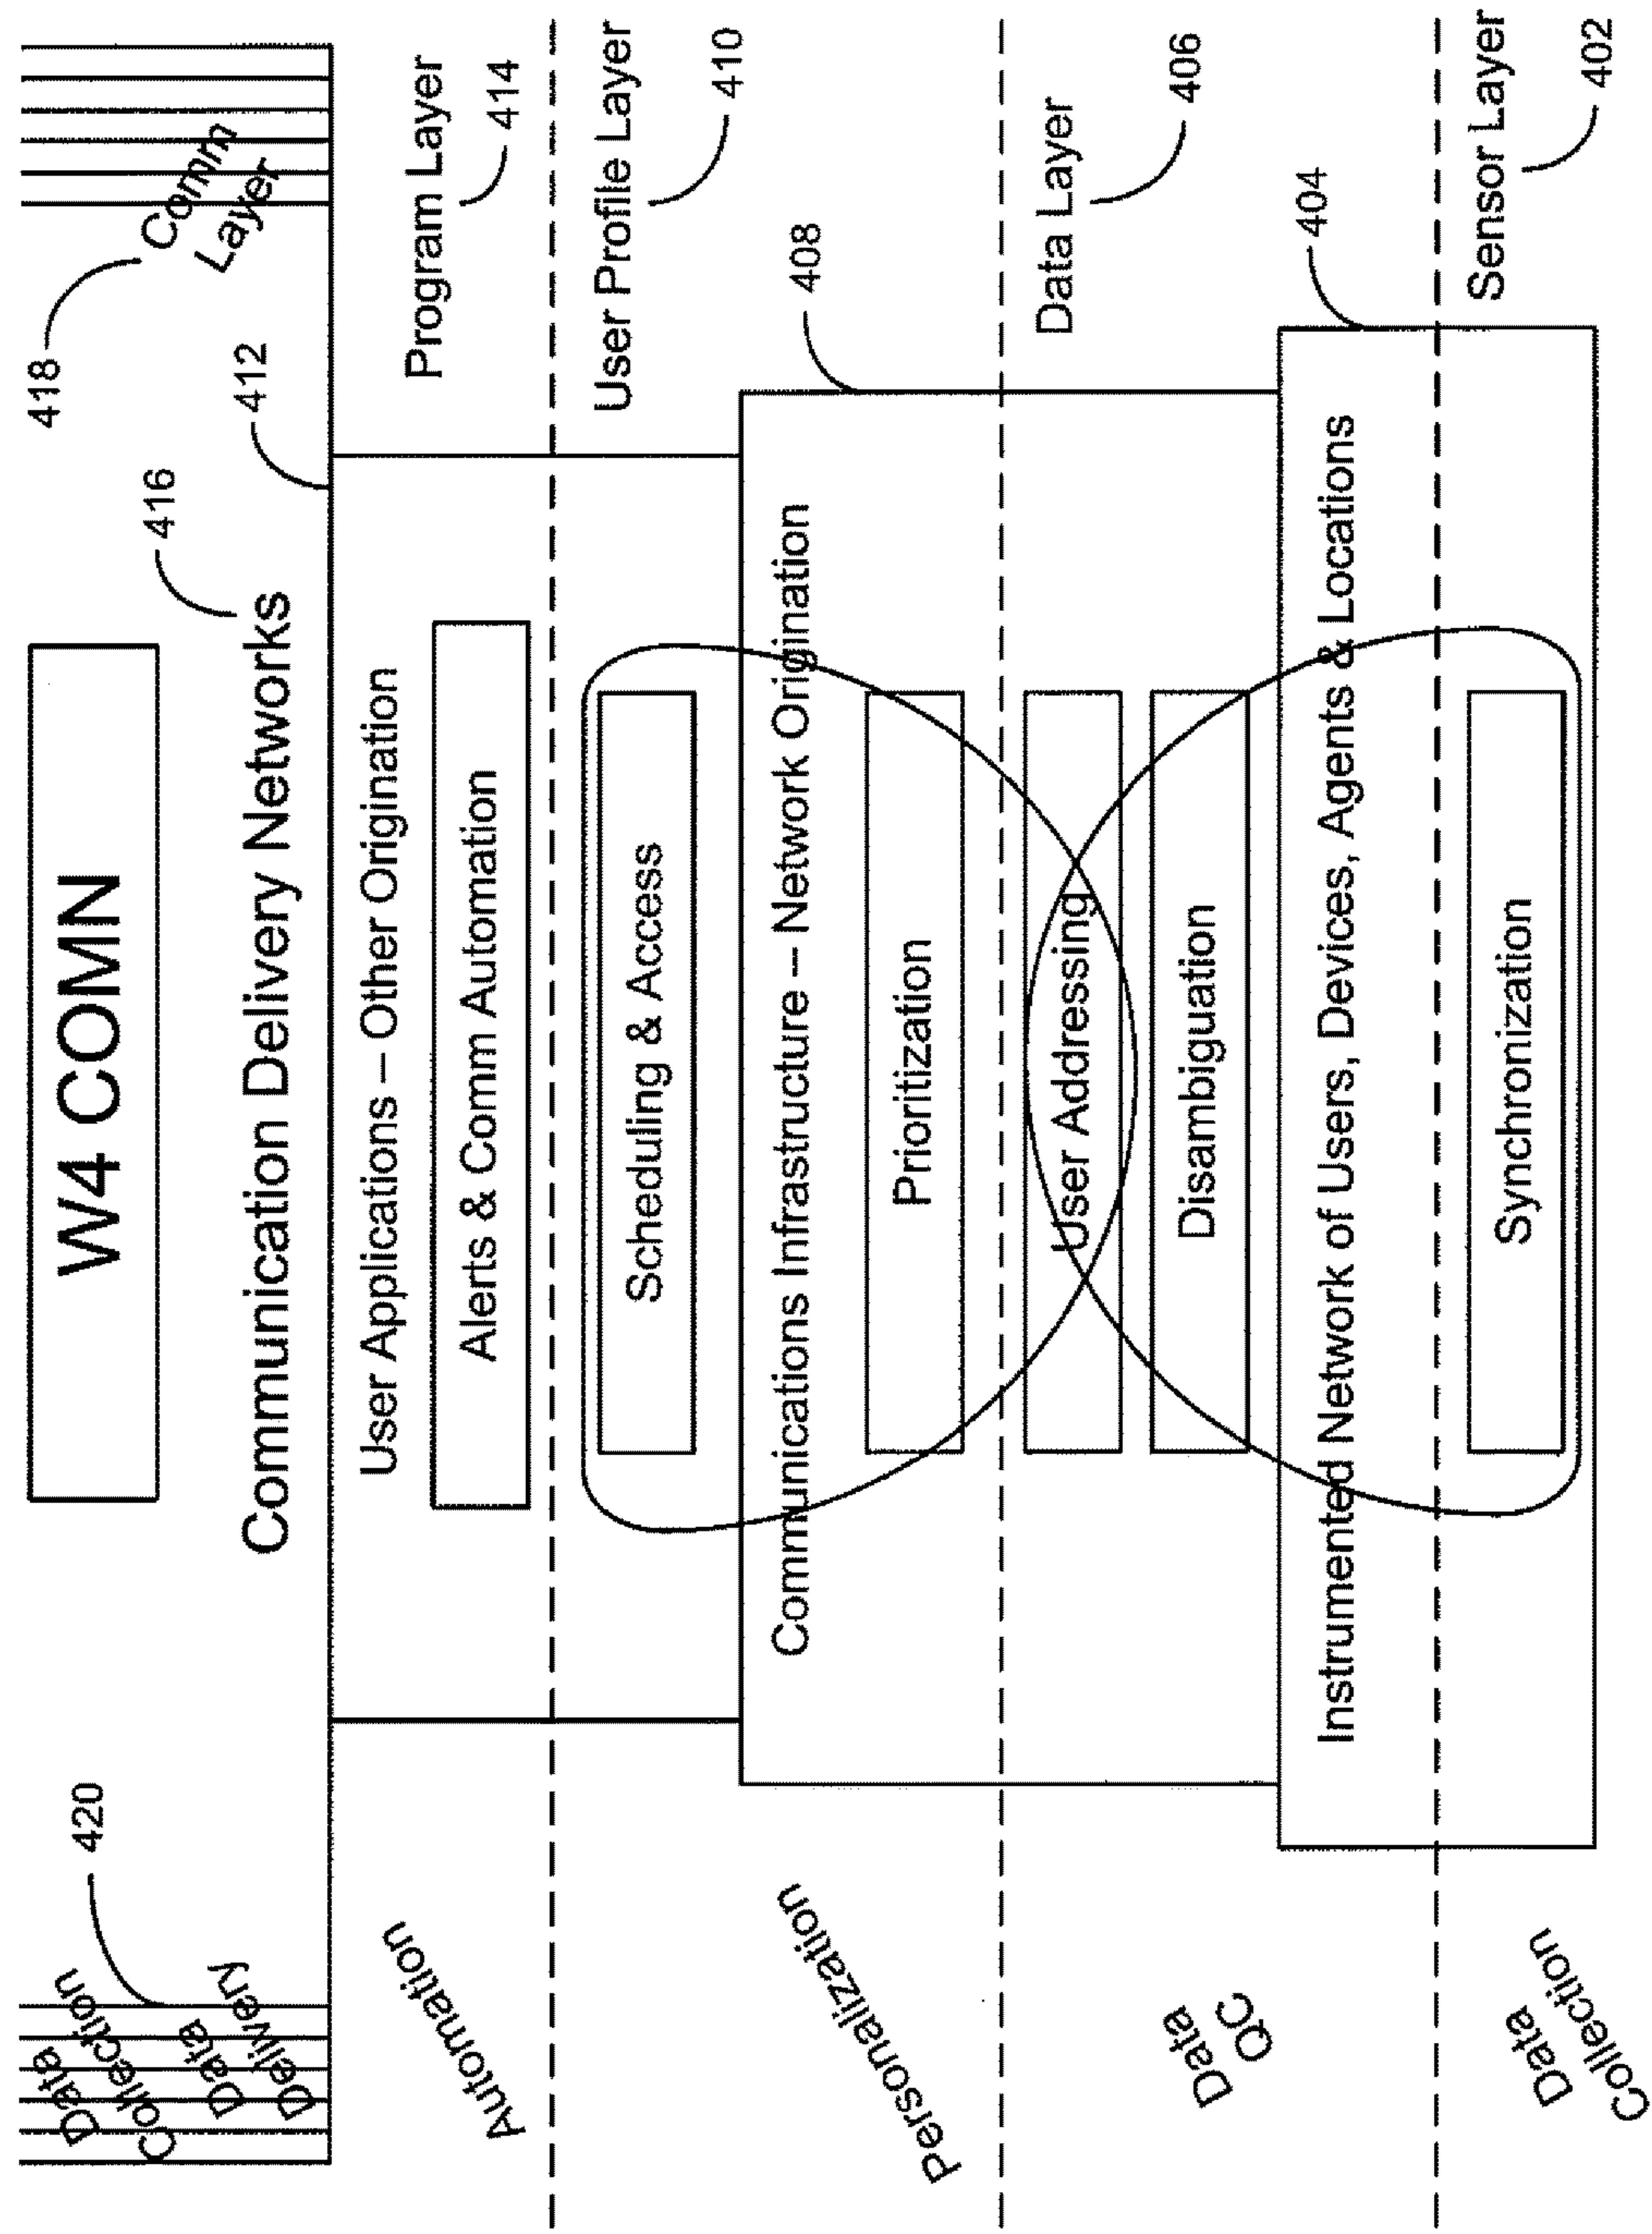 W4 COMN
Communication Delivery Networks
416
412
418
Comm
Layer
420
Data
Collection
Data
Delivery
User Applications – Other Origination
Alerts & Comm Automation
Automation
Program Layer
414
User Profile Layer
410
Scheduling & Access
Communications Infrastructure – Network Origination
408
Prioritization
Personalization
Data Layer
406
User Addressing
Disambiguation
Data
QC
404
Instrumented Network of Users, Devices, Agents & Locations
Sensor Layer
402
Synchronization
Data
Collection